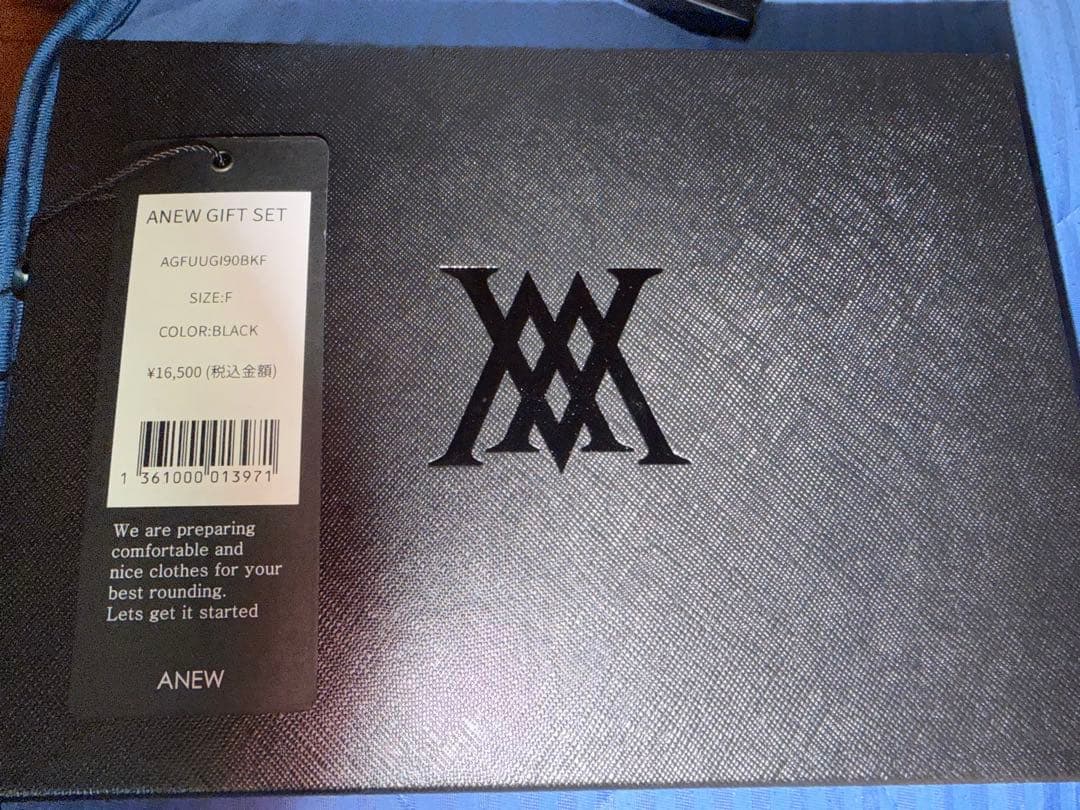 ANEW GIFT SET
AGFUUGI90BKF
SIZE:F
COLOR:BLACK
¥16,500 (税込金額)
1 361000 013971
We are preparing
comfortable and
nice clothes for your
best rounding.
Lets get it started
ANEW